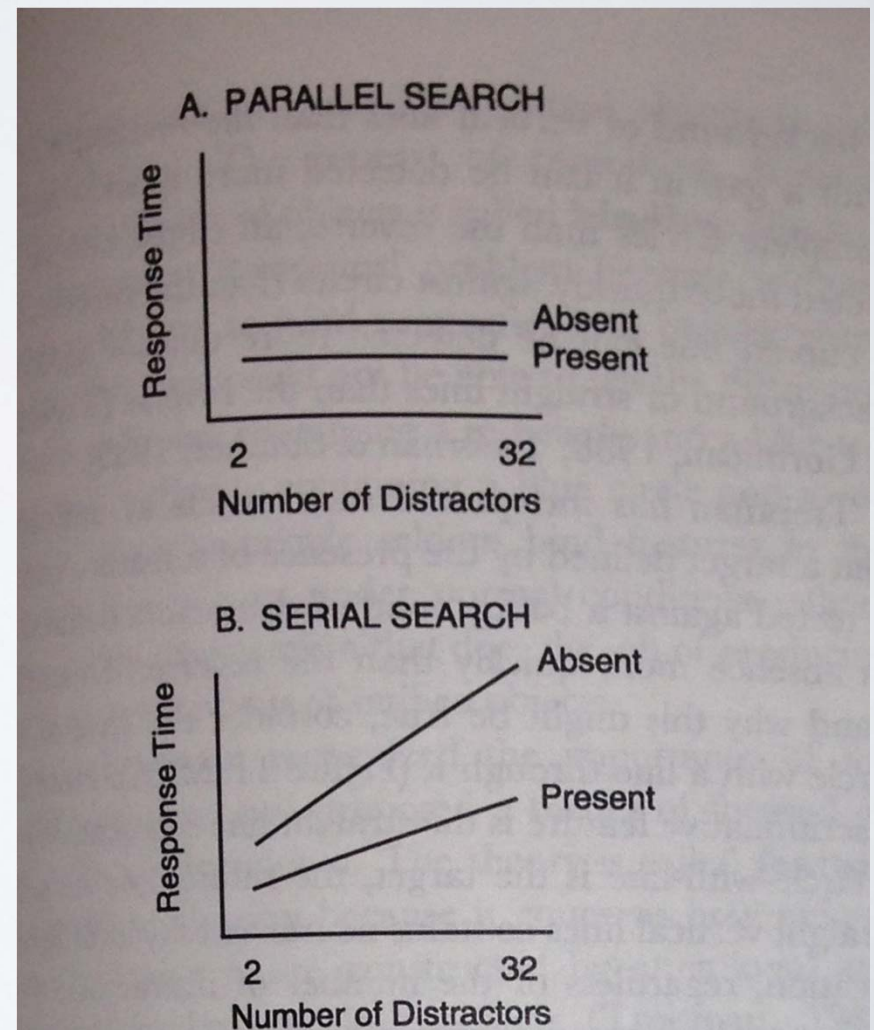 A. PARALLEL SEARCH
Response Time
Absent
Present
2 32
Number of Distractors
B. SERIAL SEARCH
Response Time
Absent
Present
2 32
Number of Distractors